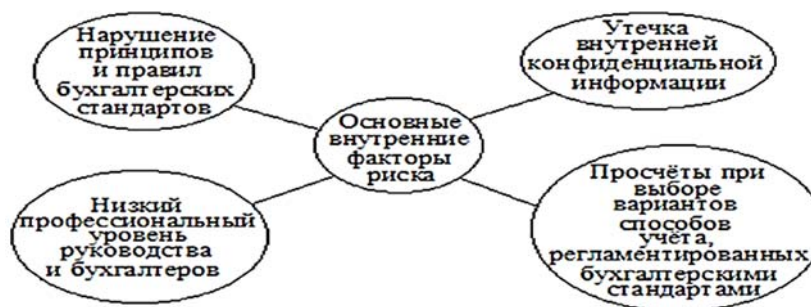 Нарушение
принципов
и правил
бухгалтерских
стандартов
Утечка
внутренней
конфиденциальной
информации
Основные
внутренние
факторы
риска
Низкий
профессиональный
уровень
руководства
и бухгалтеров
Просчёты при
выборе
вариантов
способов
учёта,
регламентированных
бухгалтерскими
стандартами